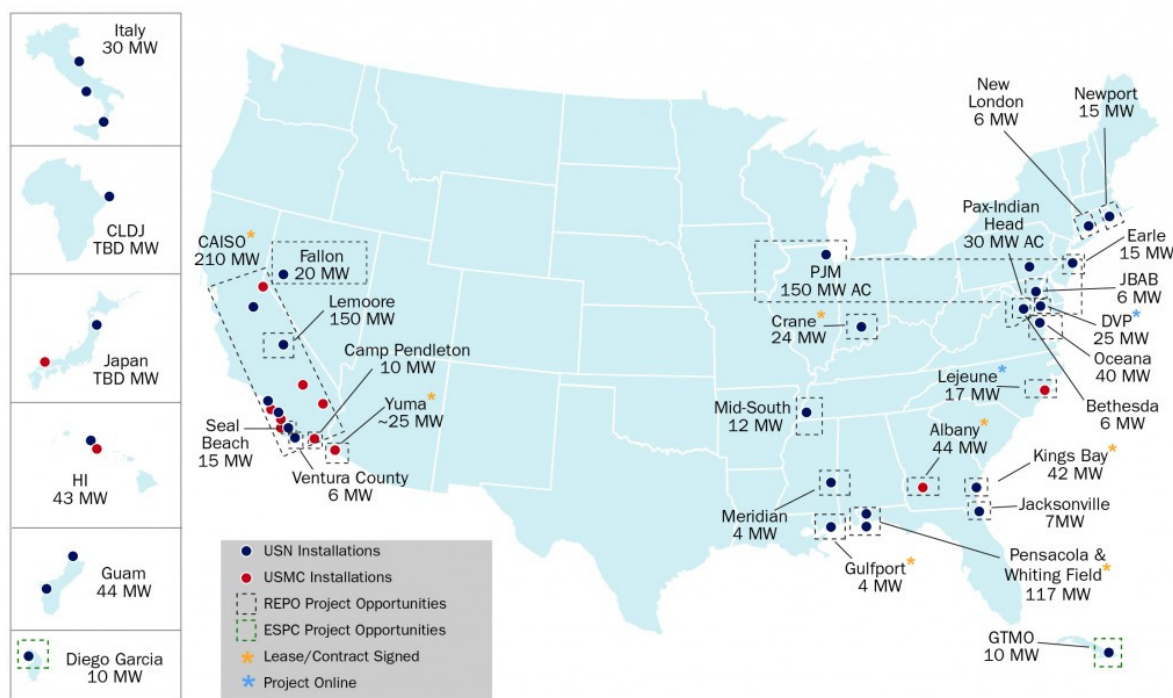 Italy
30 MW
CLDJ
TBD MW
Japan
TBD MW
HI
43 MW
Guam
44 MW
Diego Garcia
10 MW
CAISO*
210 MW
Fallon
20 MW
Lemoore
150 MW
Camp Pendleton
10 MW
Yuma*
~25 MW
Seal
Beach
15 MW
Ventura County
6 MW
New
London
6 MW
Newport
15 MW
Pax-Indian
Head
30 MW AC
Earle
15 MW
PJM
150 MW AC
JBAB
6 MW
Crane*
24 MW
DVP*
25 MW
Oceana
40 MW
Lejeune*
17 MW
Bethesda
6 MW
Mid-South
12 MW
Albany*
44 MW
Kings Bay*
42 MW
Meridian
4 MW
Jacksonville
7MW
Gulfport*
4 MW
Pensacola &
Whiting Field*
117 MW
GTMO
10 MW
USN Installations
USMC Installations
REPO Project Opportunities
ESPC Project Opportunities
* Lease/Contract Signed
* Project Online